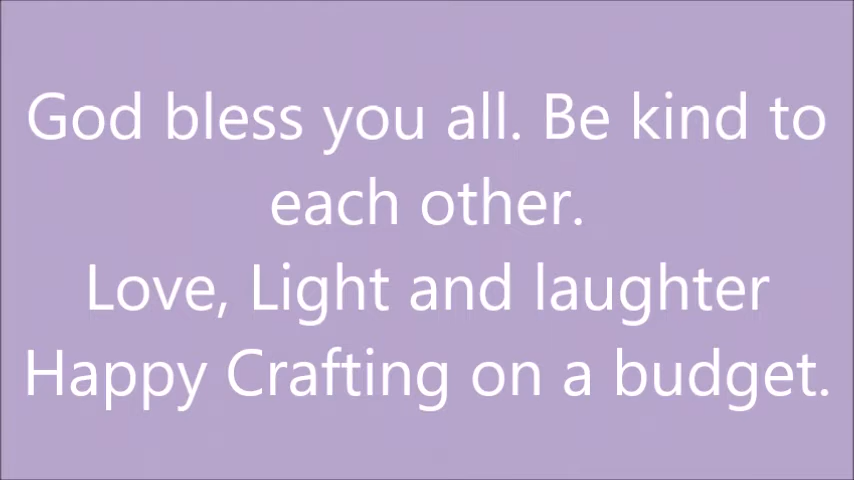 God bless you all. Be kind to
each other.
Love, Light and laughter
Happy Crafting on a budget.